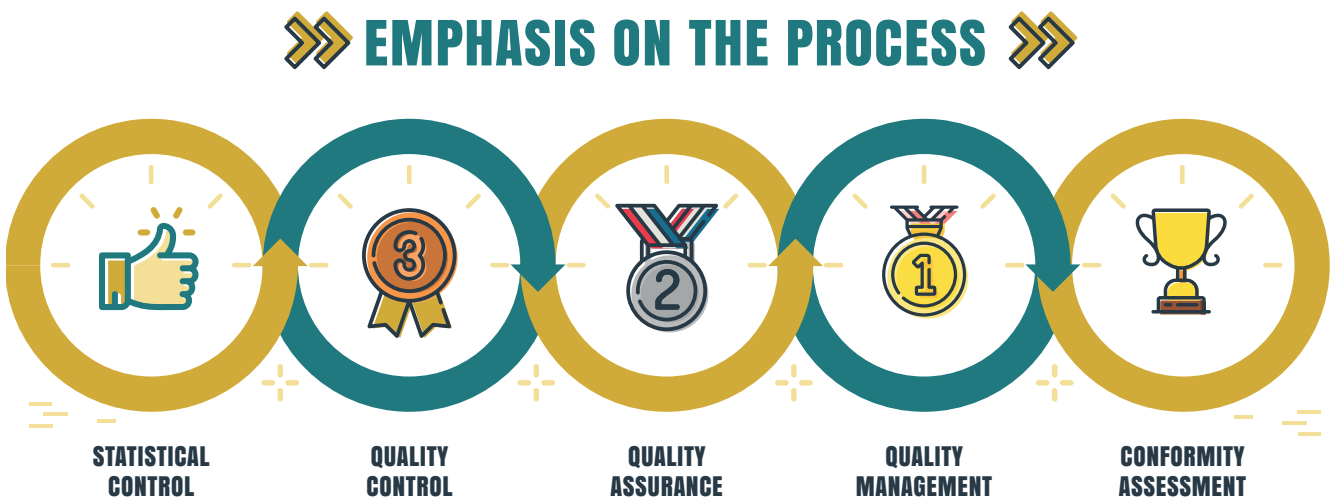 EMPHASIS ON THE PROCESS
3
2
1
STATISTICAL
CONTROL
QUALITY
CONTROL
QUALITY
ASSURANCE
QUALITY
MANAGEMENT
CONFORMITY
ASSESSMENT